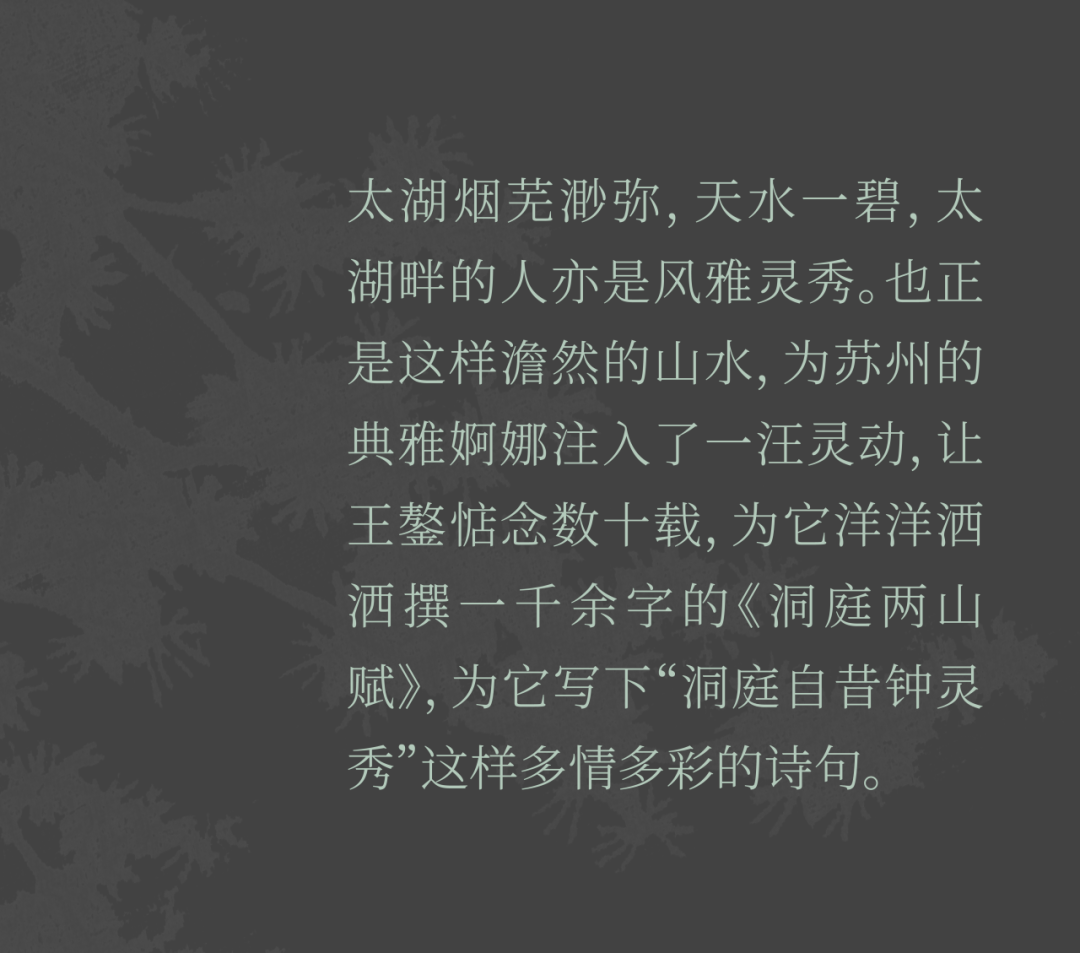 太湖烟芜渺弥，天水一碧，太
湖畔的人亦是风雅灵秀。也正
是这样澹然的山水，为苏州的
典雅婀娜注入了一汪灵动，让
王鏊惦念数十载，为它洋洋洒
洒撰一千余字的《洞庭两山
赋》，为它写下“洞庭自昔钟灵
秀”这样多情多彩的诗句。